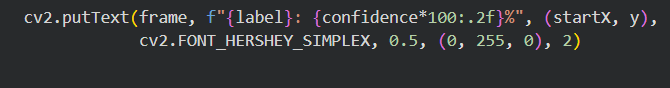 cv2.putText(frame, f"{label}: {confidence*100:.2f}%", (startX, y),
cv2.FONT_HERSHEY_SIMPLEX, 0.5, (0, 255, 0), 2)